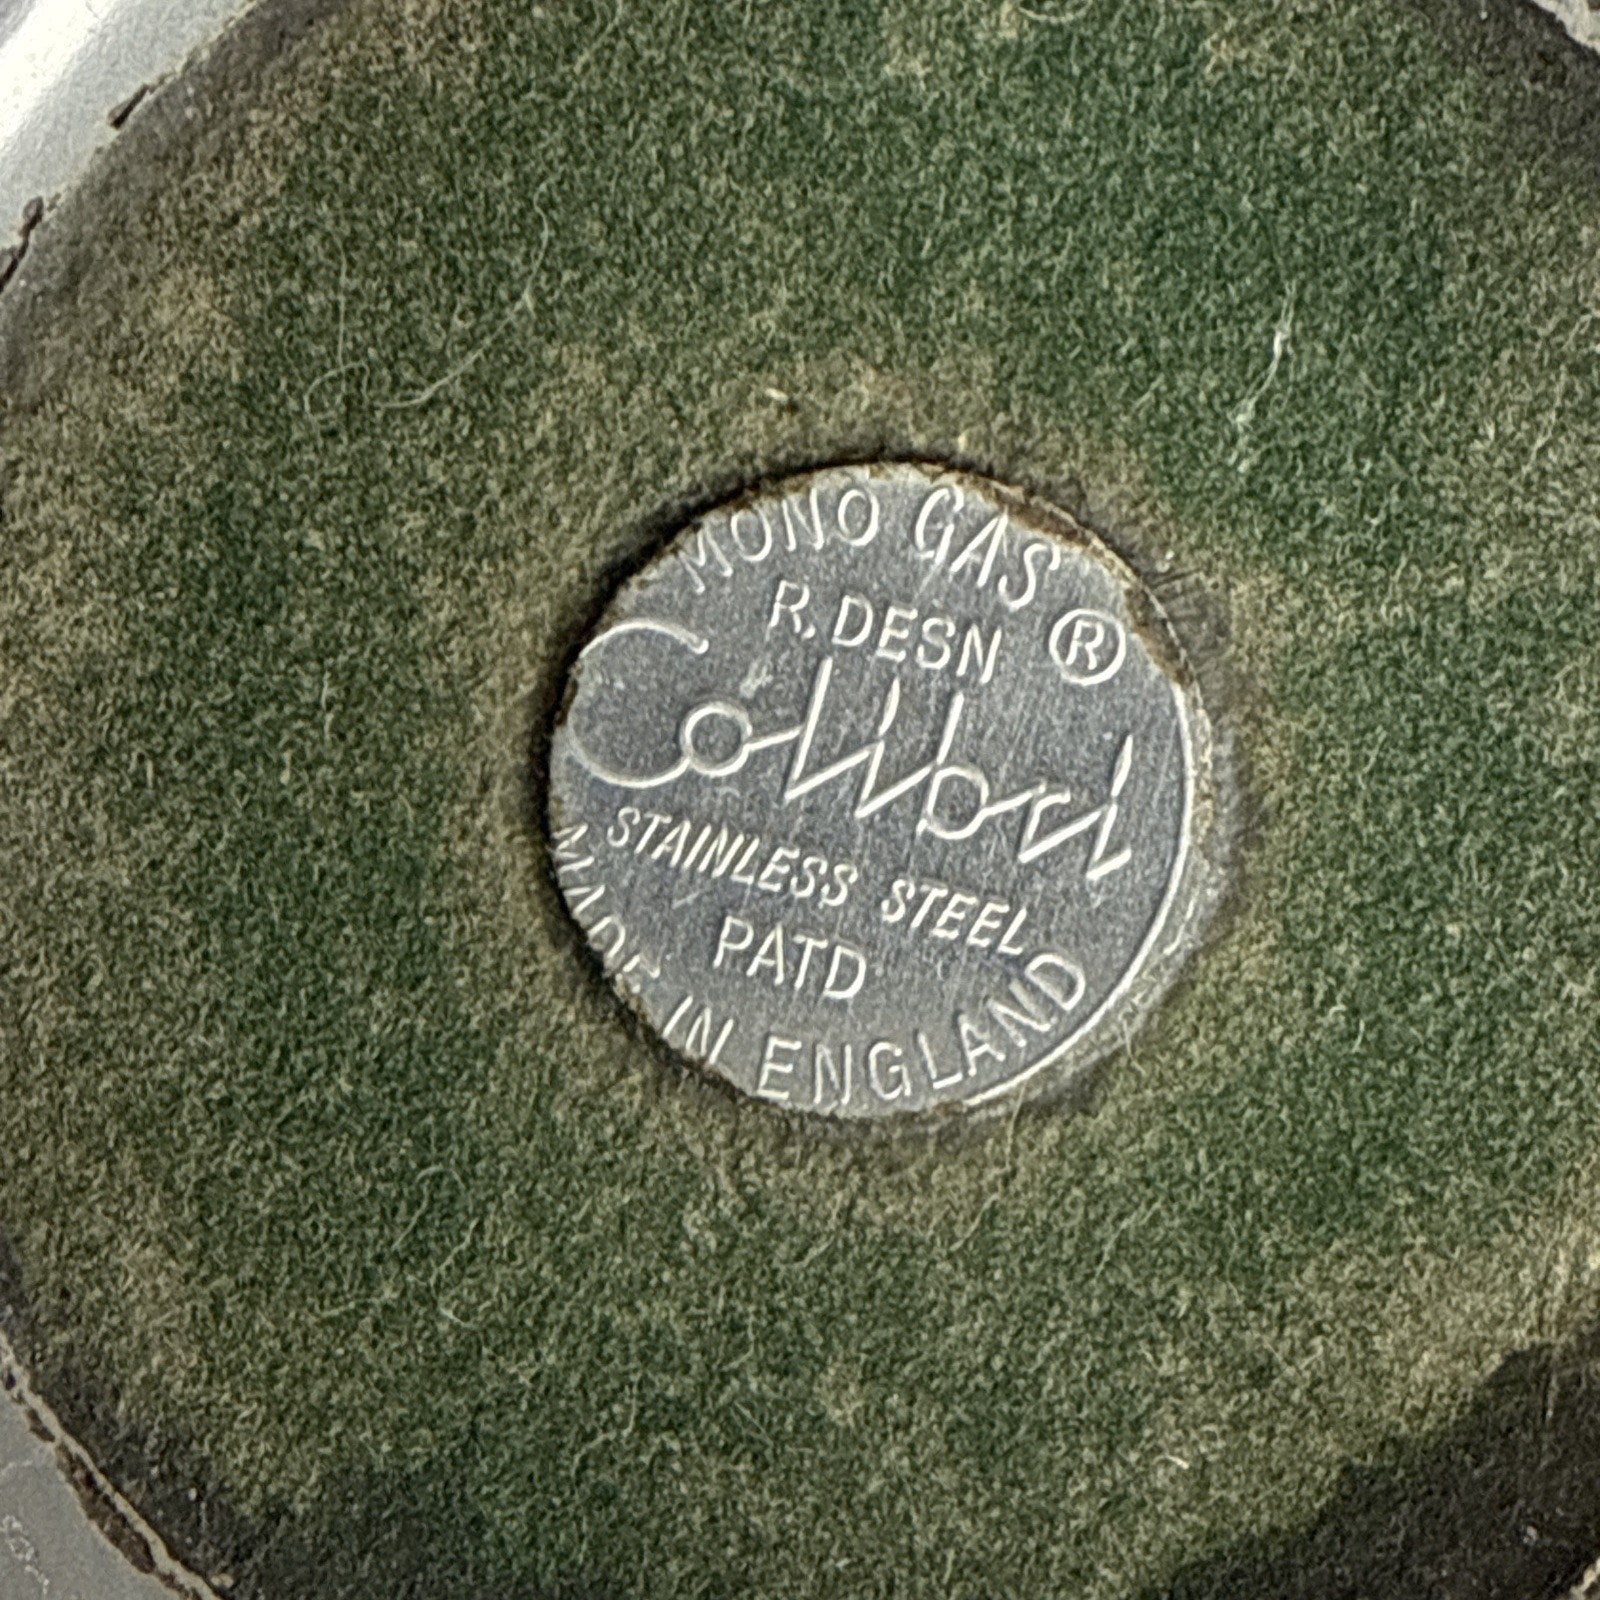 MONO GAS
R. DESN ®
Colibri
STAINLESS STEEL
PATD
MADE IN ENGLAND